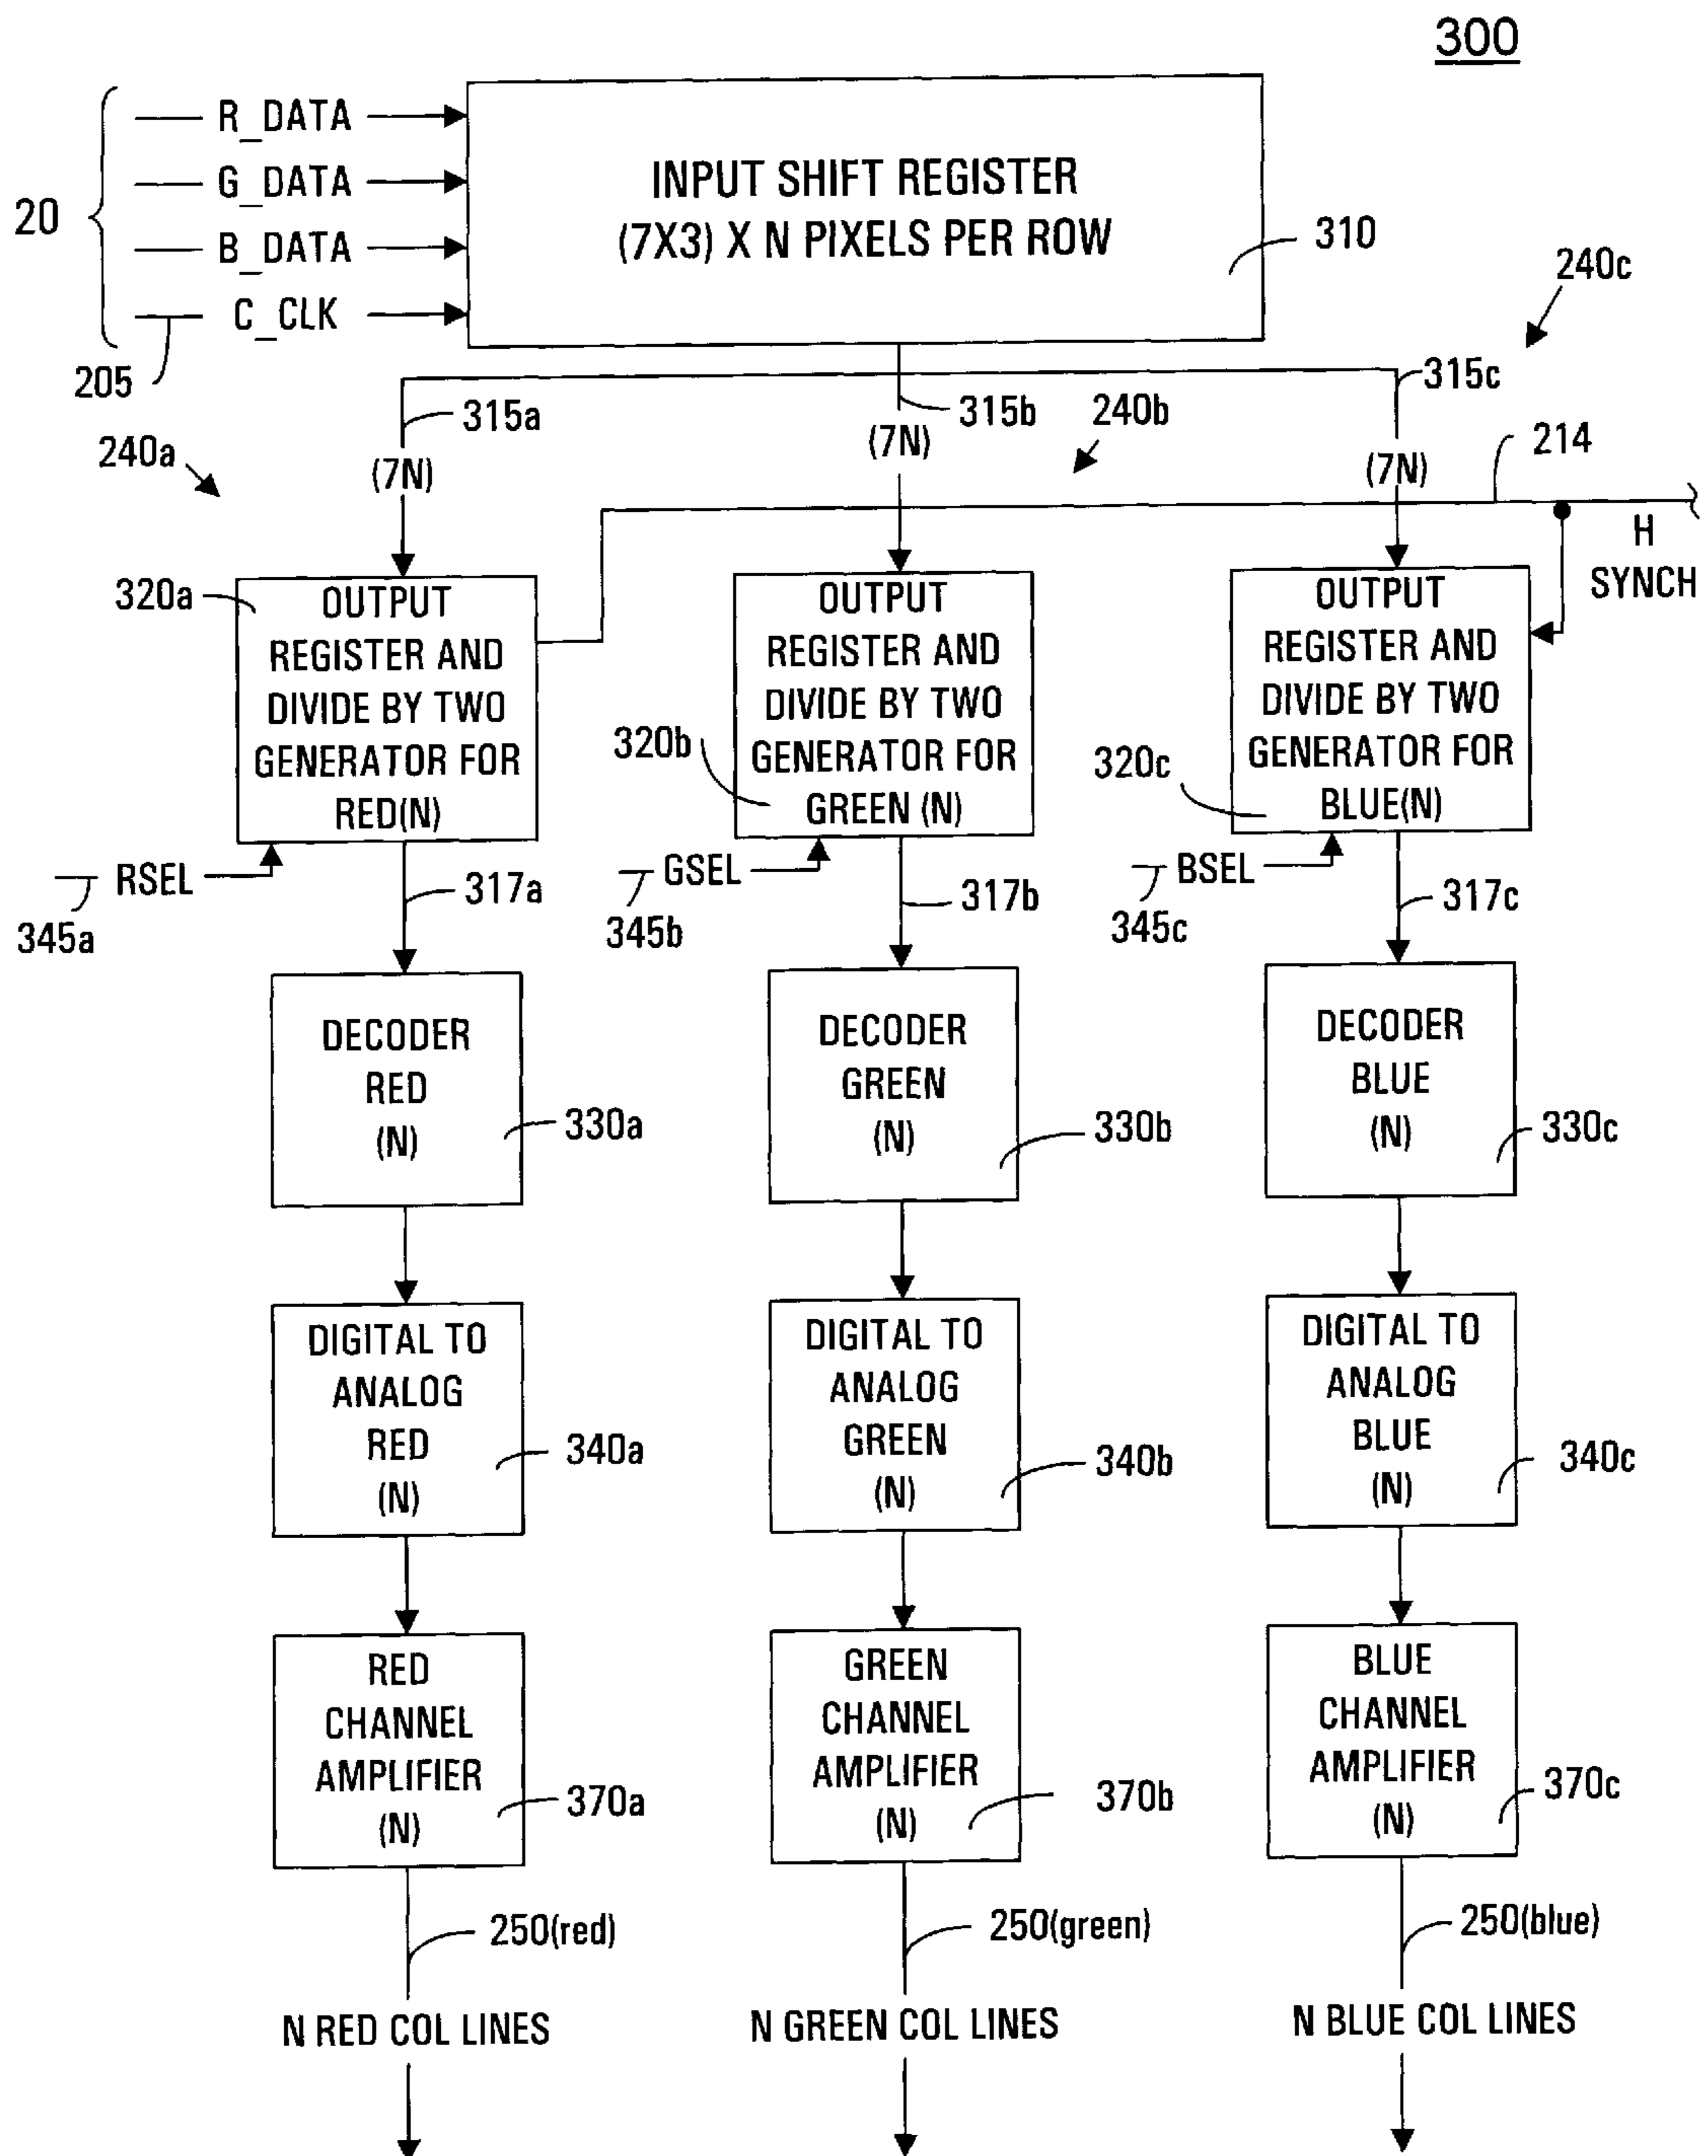 300
R_DATA
G_DATA
B_DATA
C_CLK
20
205
INPUT SHIFT REGISTER
(7X3) X N PIXELS PER ROW
310
240c
315a
315b
315c
240a
240b
214
(7N)
(7N)
(7N)
H
SYNCH
320a
OUTPUT
REGISTER AND
DIVIDE BY TWO
GENERATOR FOR
RED(N)
320b
OUTPUT
REGISTER AND
DIVIDE BY TWO
GENERATOR FOR
GREEN (N)
320c
OUTPUT
REGISTER AND
DIVIDE BY TWO
GENERATOR FOR
BLUE(N)
RSEL
345a
317a
GSEL
345b
317b
BSEL
345c
317c
DECODER
RED
(N)
330a
DECODER
GREEN
(N)
330b
DECODER
BLUE
(N)
330c
DIGITAL TO
ANALOG
RED
(N)
340a
DIGITAL TO
ANALOG
GREEN
(N)
340b
DIGITAL TO
ANALOG
BLUE
(N)
340c
RED
CHANNEL
AMPLIFIER
(N)
370a
GREEN
CHANNEL
AMPLIFIER
(N)
370b
BLUE
CHANNEL
AMPLIFIER
(N)
370c
250(red)
250(green)
250(blue)
N RED COL LINES
N GREEN COL LINES
N BLUE COL LINES